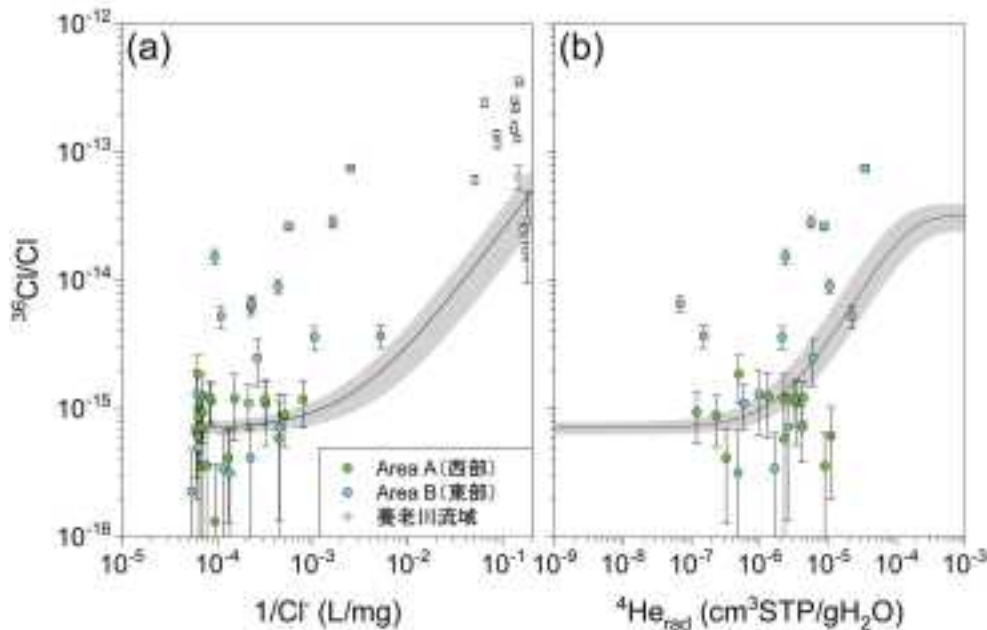 (a)
(b)
10⁻¹²
10⁻¹³
10⁻¹⁴
10⁻¹⁵
10⁻¹⁶
³⁶Cl/Cl
Area A(西部)
Area B(東部)
養老川流域
10⁻⁵ 10⁻⁴ 10⁻³ 10⁻² 10⁻¹
10⁻⁹ 10⁻⁸ 10⁻⁷ 10⁻⁶ 10⁻⁵ 10⁻⁴ 10⁻³
1/Cl⁻ (L/mg)
⁴He_rad (cm³STP/gH₂O)